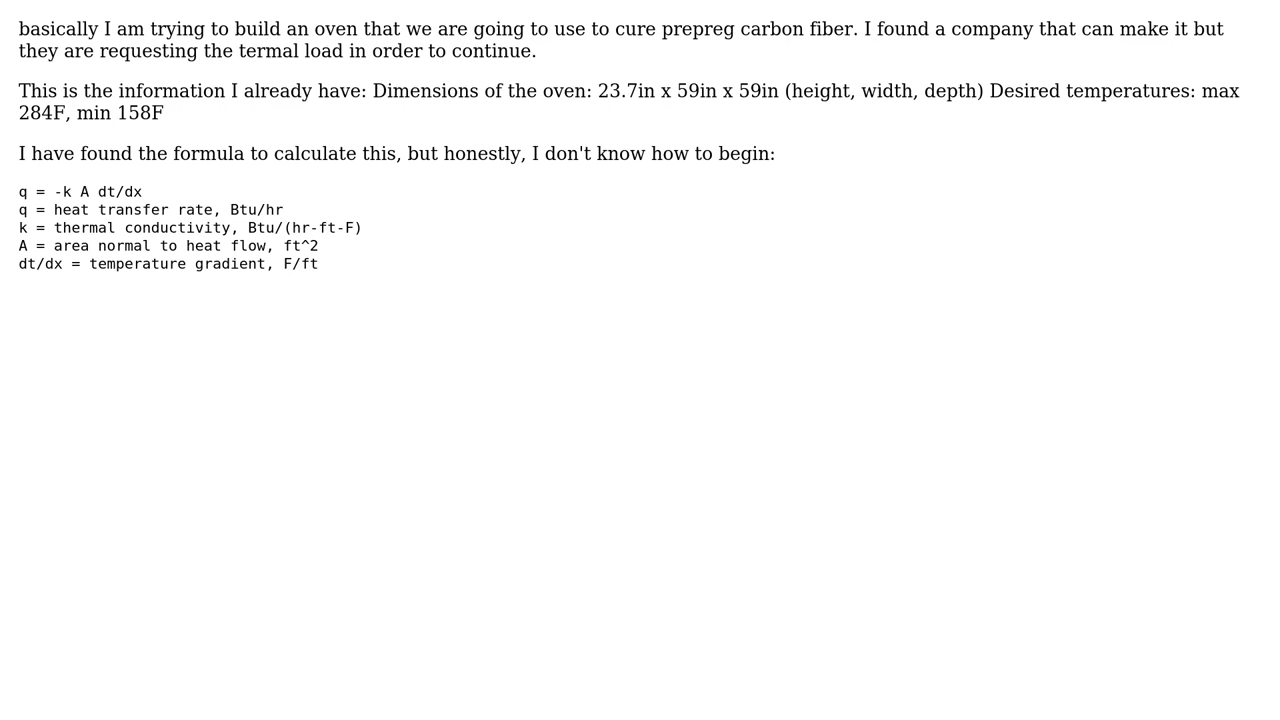 basically I am trying to build an oven that we are going to use to cure prepreg carbon fiber. I found a company that can make it but
they are requesting the termal load in order to continue.
This is the information I already have: Dimensions of the oven: 23.7in x 59in x 59in (height, width, depth) Desired temperatures: max
284F, min 158F
I have found the formula to calculate this, but honestly, I don't know how to begin:
q = -k A dt/dx
q = heat transfer rate, Btu/hr
k = thermal conductivity, Btu/(hr-ft-F)
A = area normal to heat flow, ft^2
dt/dx = temperature gradient, F/ft